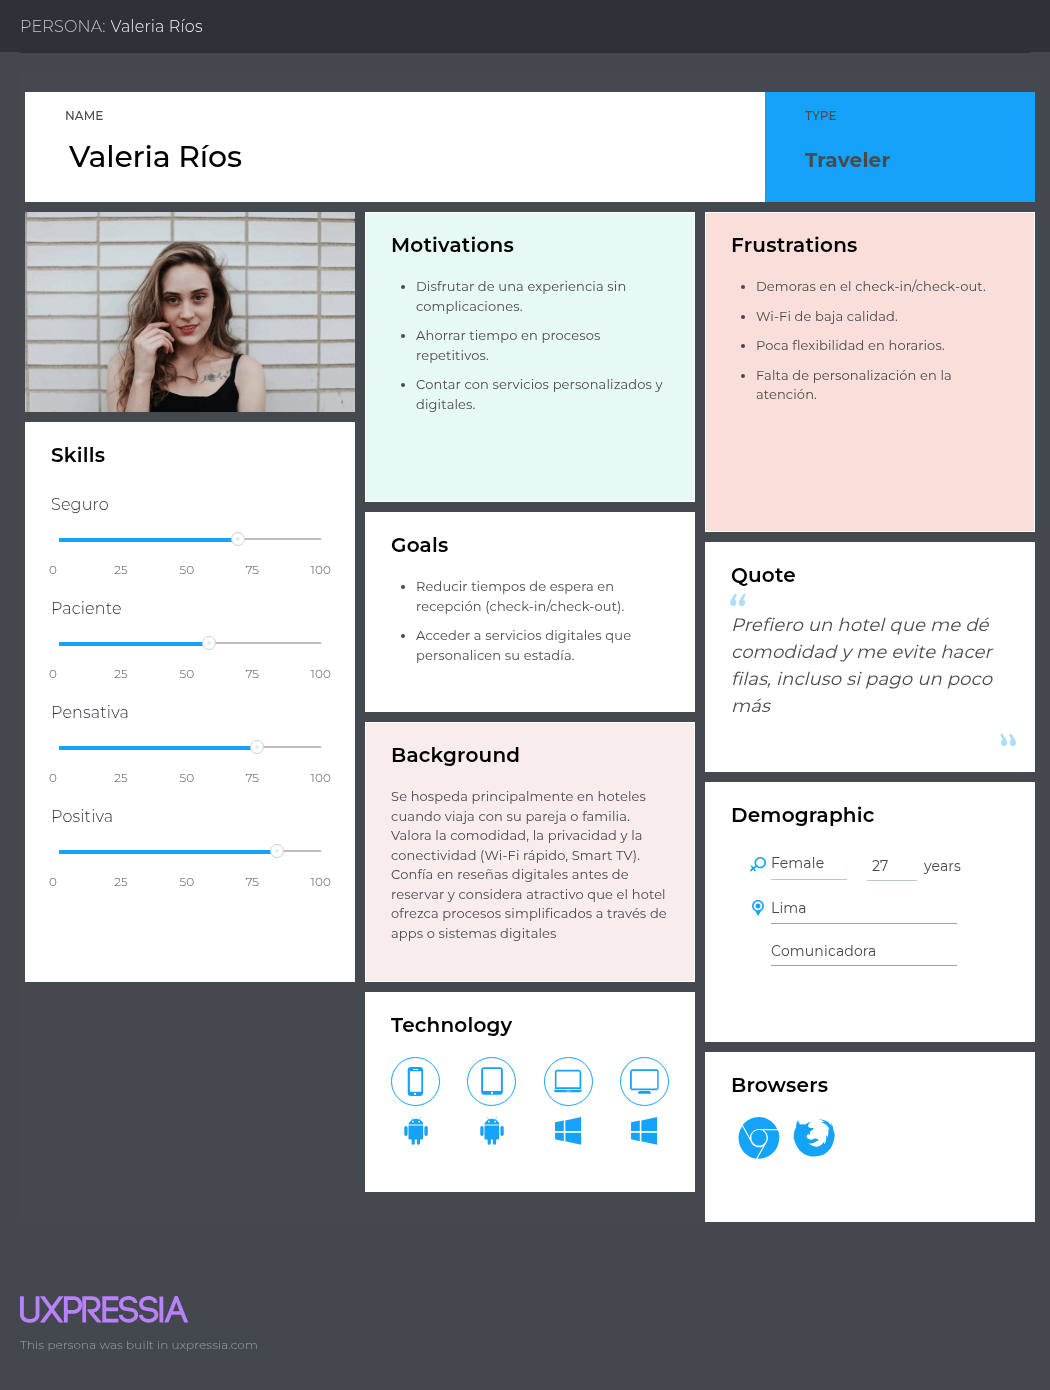 PERSONA: Valeria Ríos
NAME
Valeria Ríos
TYPE
Traveler
Skills
Seguro
0 25 50 75 100
Paciente
0 25 50 75 100
Pensativa
0 25 50 75 100
Positiva
0 25 50 75 100
Motivations
• Disfrutar de una experiencia sin
complicaciones.
• Ahorrar tiempo en procesos
repetitivos.
• Contar con servicios personalizados y
digitales.
Goals
• Reducir tiempos de espera en
recepción (check-in/check-out).
• Acceder a servicios digitales que
personalicen su estadía.
Background
Se hospeda principalmente en hoteles
cuando viaja con su pareja o familia.
Valora la comodidad, la privacidad y la
conectividad (Wi-Fi rápido, Smart TV).
Confía en reseñas digitales antes de
reservar y considera atractivo que el hotel
ofrezca procesos simplificados a través de
apps o sistemas digitales
Technology
Frustrations
• Demoras en el check-in/check-out.
• Wi-Fi de baja calidad.
• Poca flexibilidad en horarios.
• Falta de personalización en la
atención.
Quote
“
Prefiero un hotel que me dé
comodidad y me evite hacer
filas, incluso si pago un poco
más
”
Demographic
Female 27 years
Lima
Comunicadora
Browsers
UXPRESSIA
This persona was built in uxpressia.com